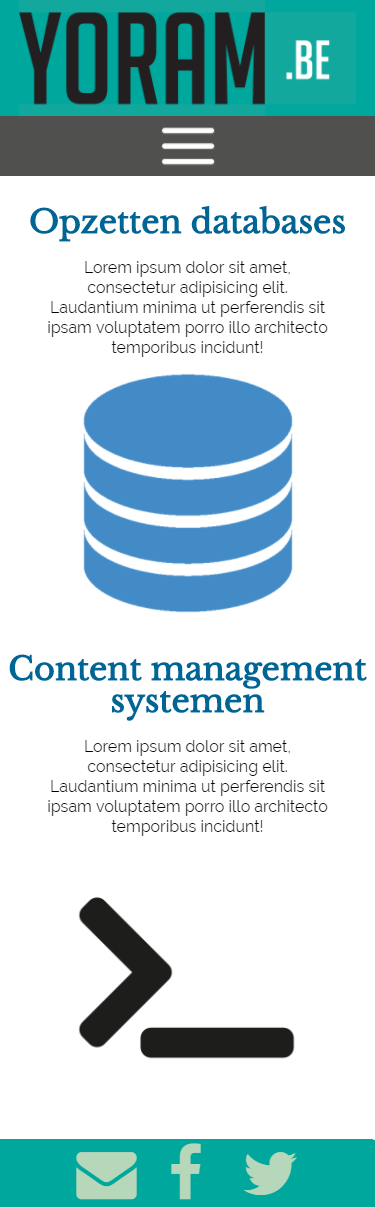 YORAM .BE
Opzetten databases
Lorem ipsum dolor sit amet,
consectetur adipisicing elit.
Laudantium minima ut perferendis sit
ipsam voluptatem porro illo architecto
temporibus incidunt!
Content management
systemen
Lorem ipsum dolor sit amet,
consectetur adipisicing elit.
Laudantium minima ut perferendis sit
ipsam voluptatem porro illo architecto
temporibus incidunt!